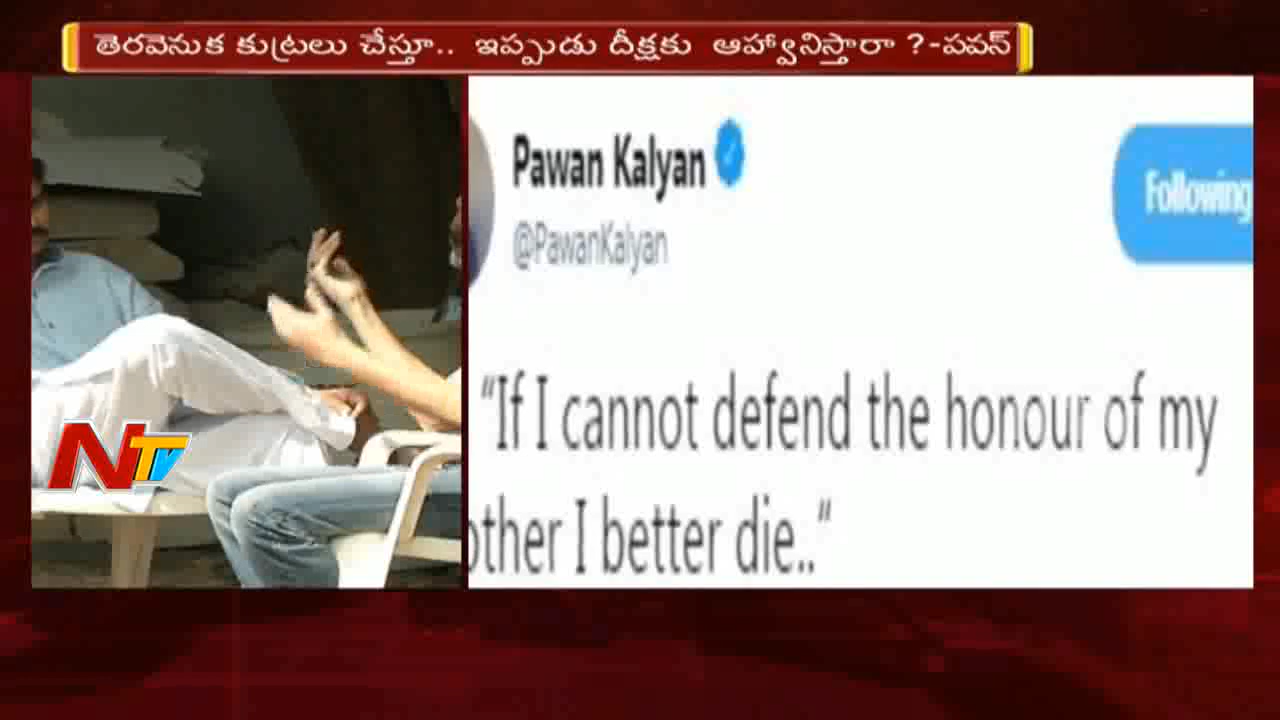 తెరవెనుక కుట్రలు చేస్తూ.. ఇప్పుడు దీక్షకు ఆహ్వానిస్తారా ?-పవన్
Pawan Kalyan
@PawanKalyan
Following
"If I cannot defend the honour of my
other I better die.."
NTV